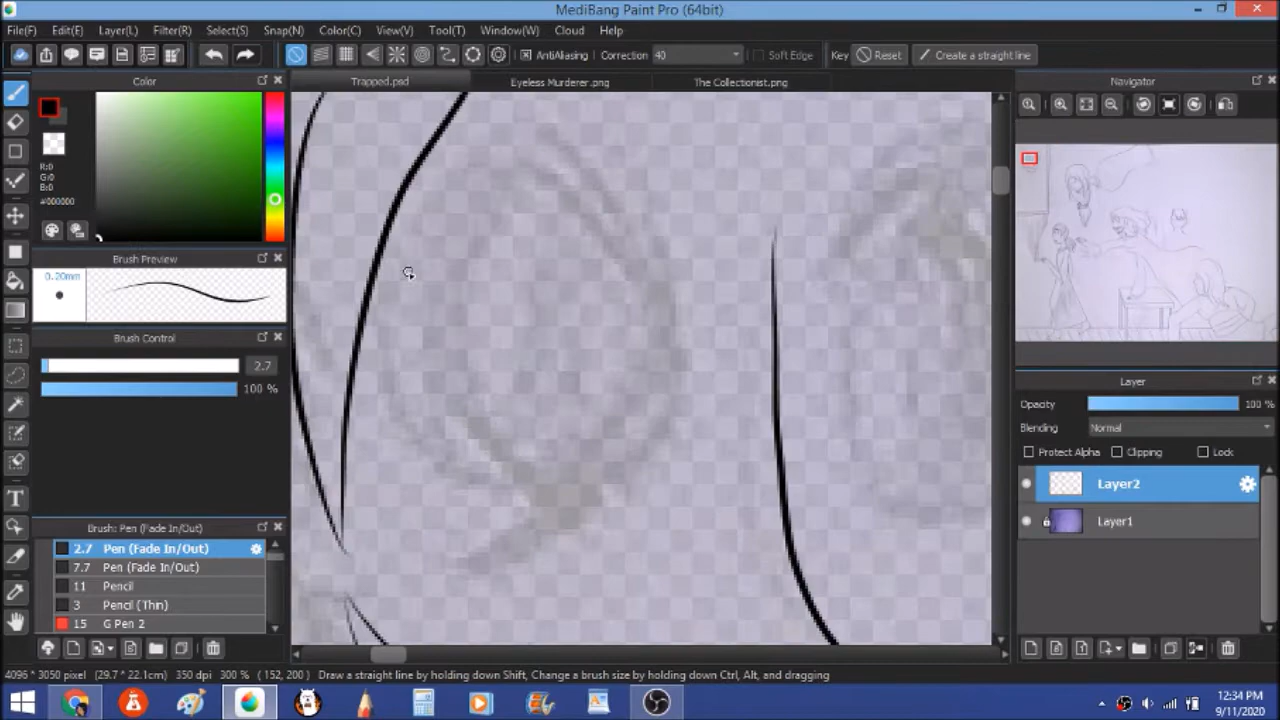 MediBang Paint Pro (64bit)
File(F) Edit(E) Layer(L) Filter(R) Select(S) Snap(N) Color(C) View(V) Tool(T) Window(W) Cloud Help
AntiAliasing Correction 40 Soft Edge Key Reset Create a straight line
Color
Trapped.psd Eyeless Murderer.png The Collectionist.png
Navigator
R:0
G:0
B:0
#000000
Brush Preview
0.20mm
Brush Control
2.7
100 %
Layer
Opacity 100 %
Blending Normal
Protect Alpha Clipping Lock
Layer2
Layer1
Brush: Pen (Fade In/Out)
2.7 Pen (Fade In/Out)
7.7 Pen (Fade In/Out)
11 Pencil
3 Pencil (Thin)
15 G Pen 2
4096 * 3050 pixel (29.7 * 22.1cm) 350 dpi 300 % ( 152, 200 ) Draw a straight line by holding down Shift, Change a brush size by holding down Ctrl, Alt, and dragging
12:34 PM
9/11/2020